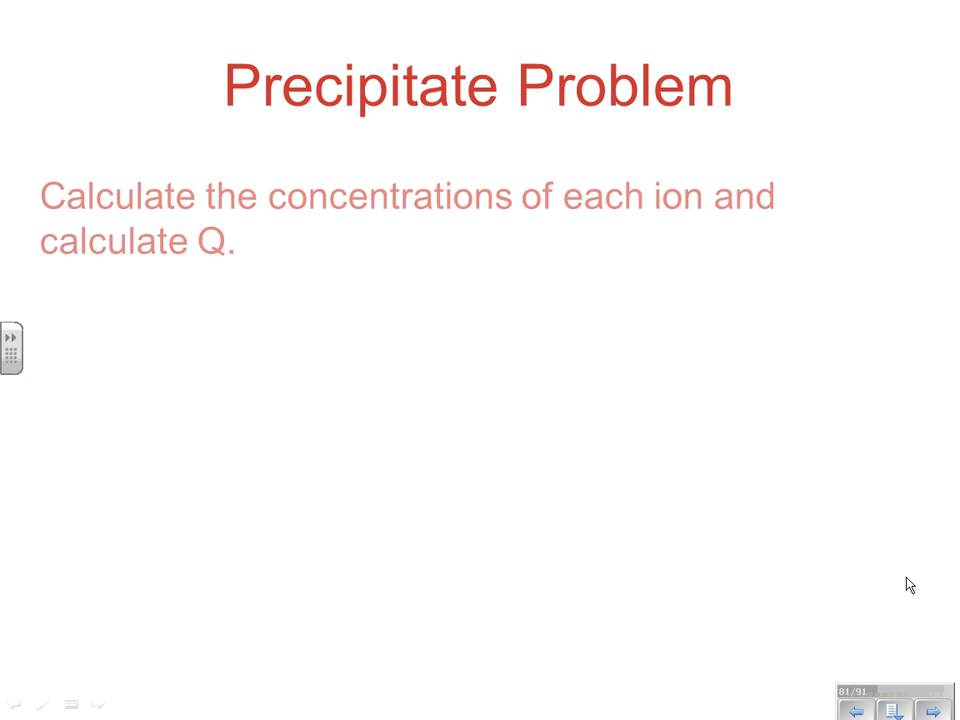 Precipitate Problem
Calculate the concentrations of each ion and
calculate Q.
81/91